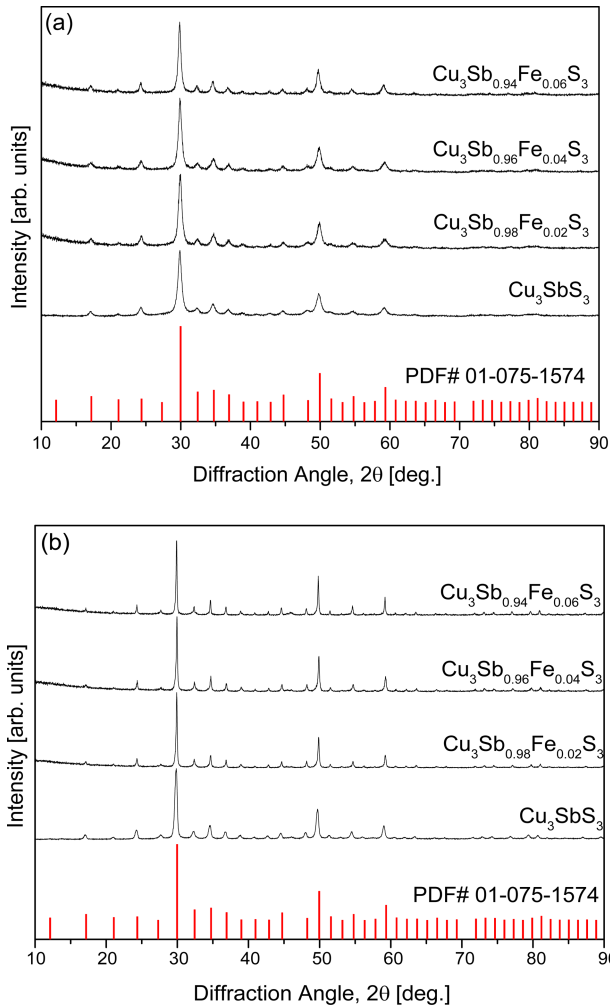 (a)
Cu₃Sb₀.₉₄Fe₀.₀₆S₃
Cu₃Sb₀.₉₆Fe₀.₀₄S₃
Cu₃Sb₀.₉₈Fe₀.₀₂S₃
Cu₃SbS₃
PDF# 01-075-1574
Intensity [arb. units]
10 20 30 40 50 60 70 80 90
Diffraction Angle, 2θ [deg.]
(b)
Cu₃Sb₀.₉₄Fe₀.₀₆S₃
Cu₃Sb₀.₉₆Fe₀.₀₄S₃
Cu₃Sb₀.₉₈Fe₀.₀₂S₃
Cu₃SbS₃
PDF# 01-075-1574
Intensity [arb. units]
10 20 30 40 50 60 70 80 90
Diffraction Angle, 2θ [deg.]